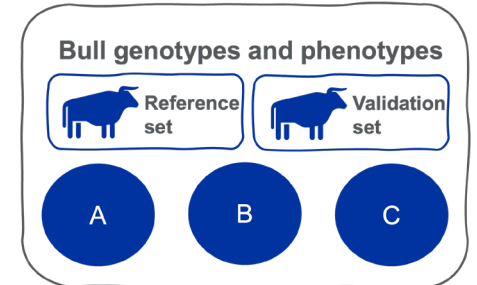 Bull genotypes and phenotypes
Reference
set
Validation
set
A
B
C